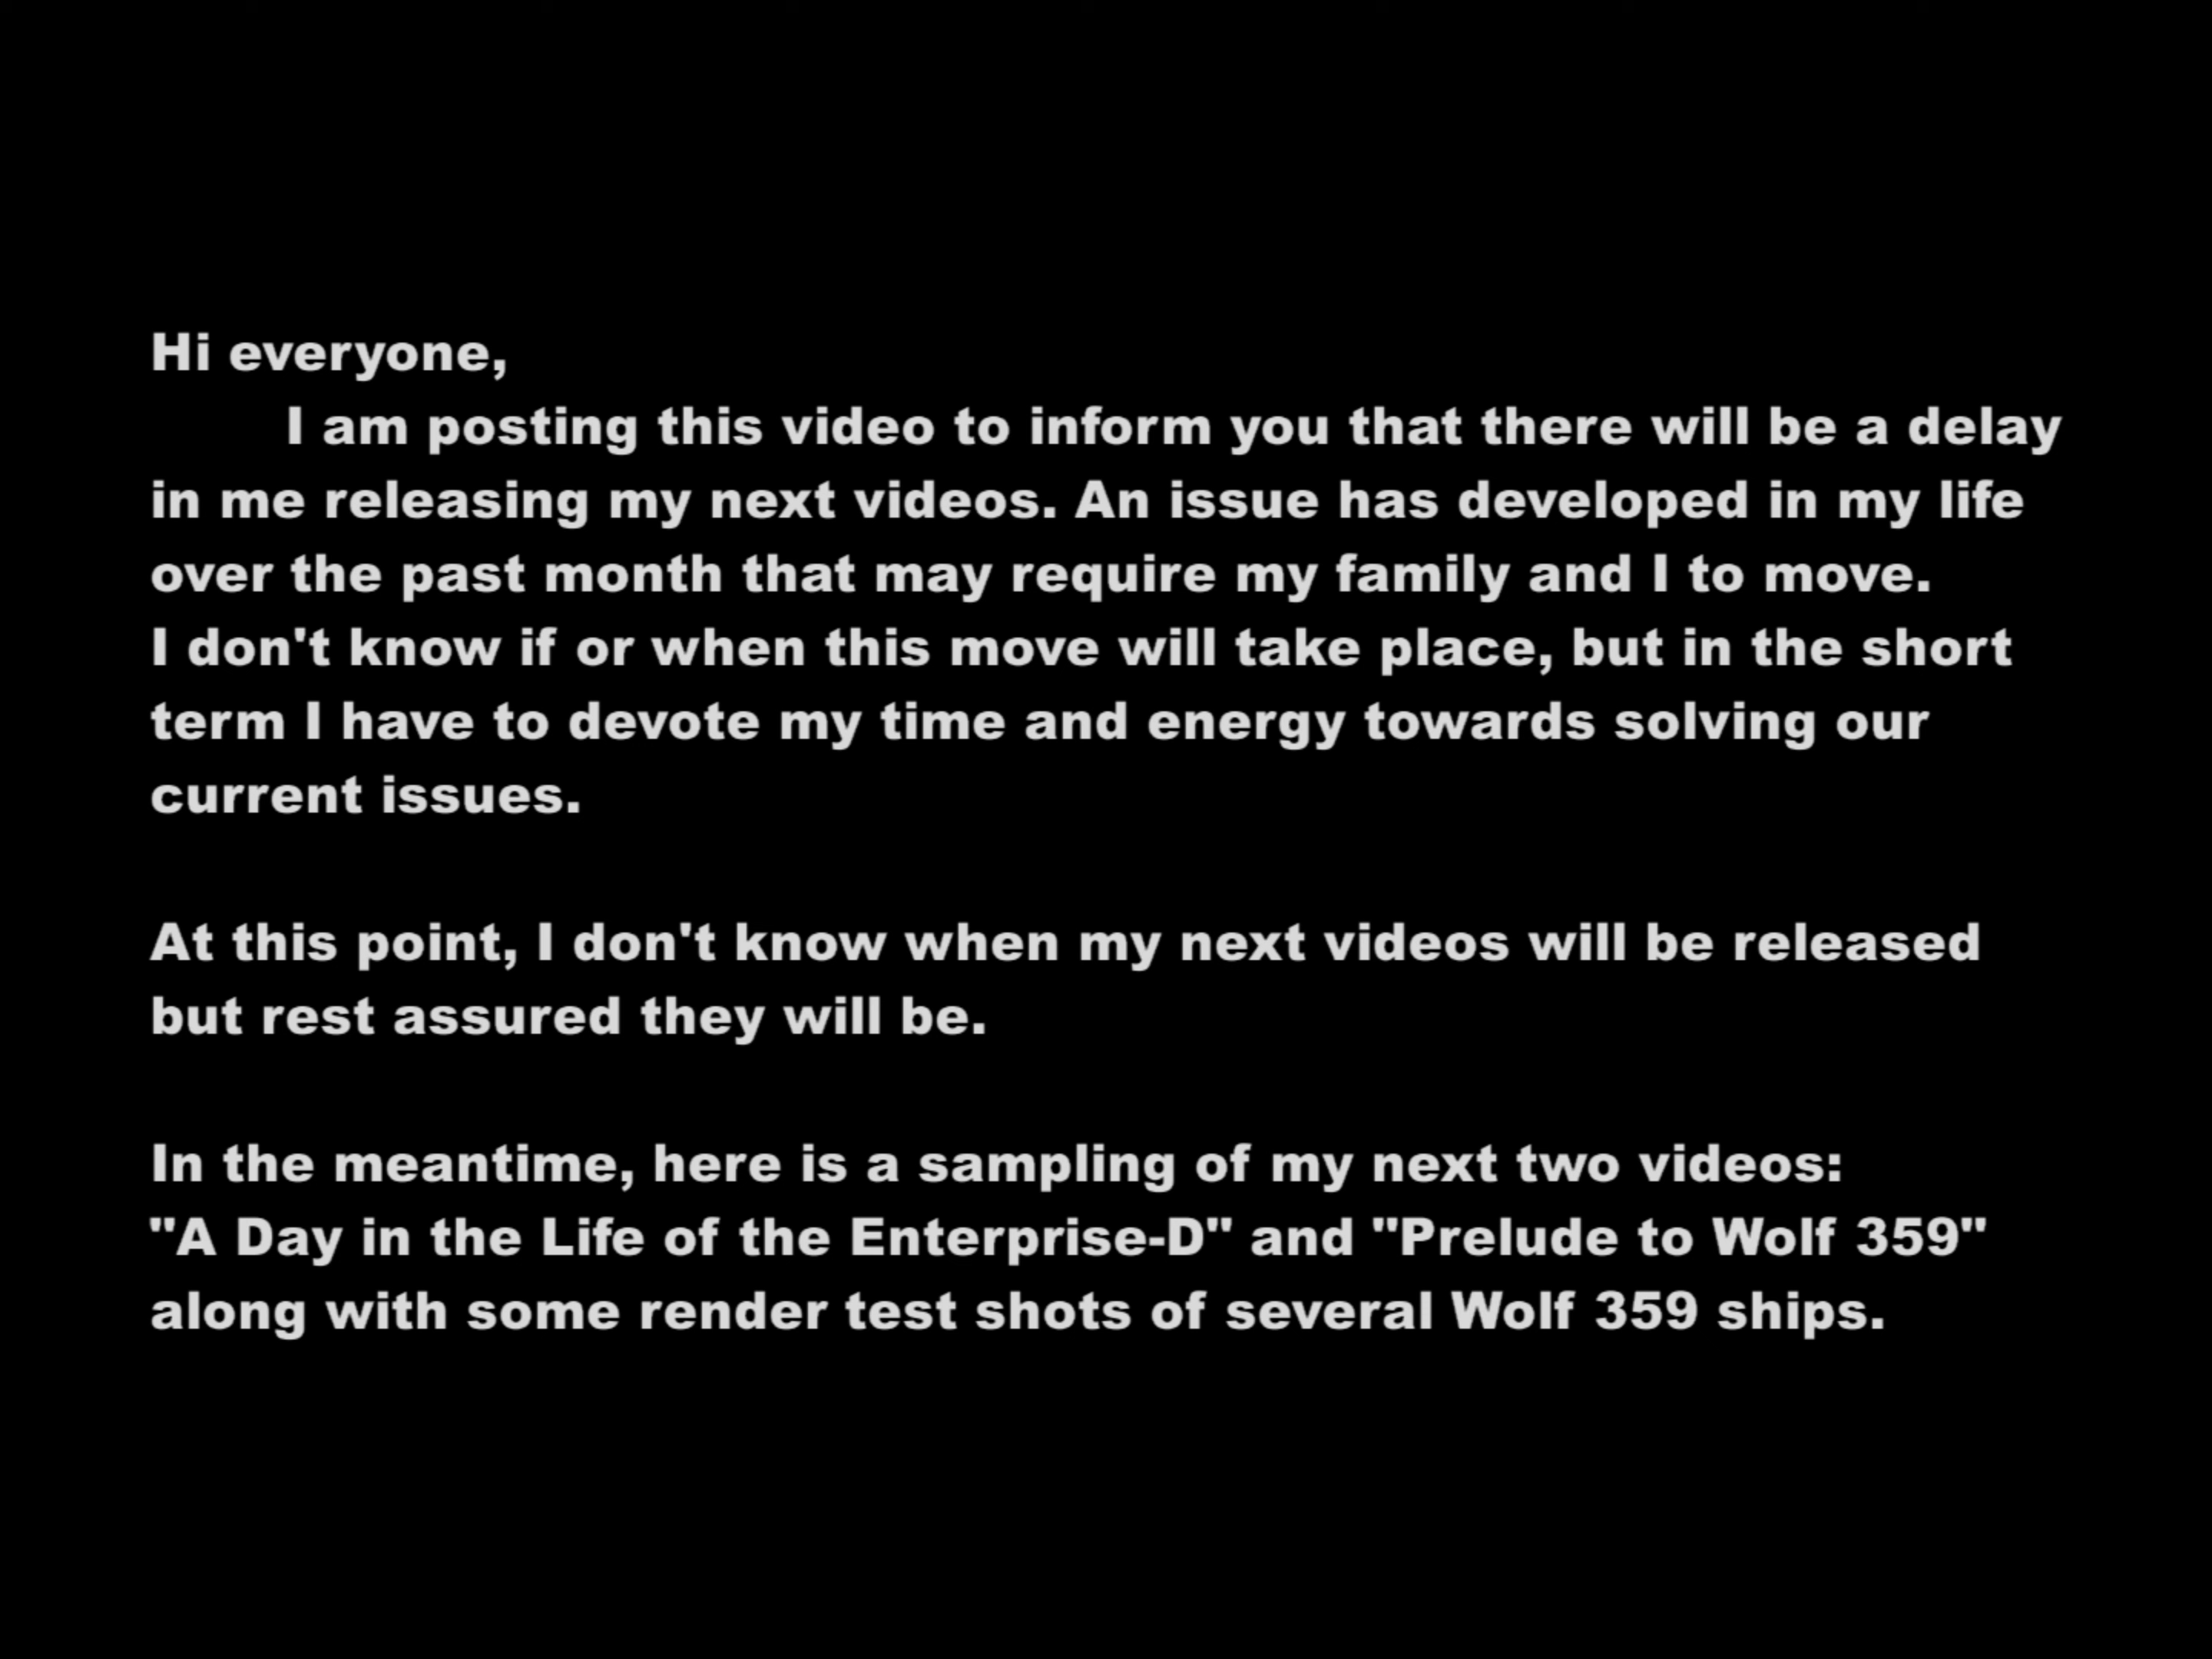 Hi everyone,
I am posting this video to inform you that there will be a delay
in me releasing my next videos. An issue has developed in my life
over the past month that may require my family and I to move.
I don't know if or when this move will take place, but in the short
term I have to devote my time and energy towards solving our
current issues.
At this point, I don't know when my next videos will be released
but rest assured they will be.
In the meantime, here is a sampling of my next two videos:
"A Day in the Life of the Enterprise-D" and "Prelude to Wolf 359"
along with some render test shots of several Wolf 359 ships.